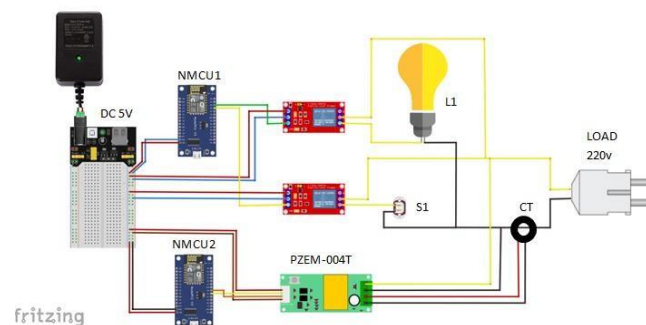 NMCU1
DC 5V
L1
LOAD
220v
S1
CT
NMCU2
PZEM-004T
fritzing